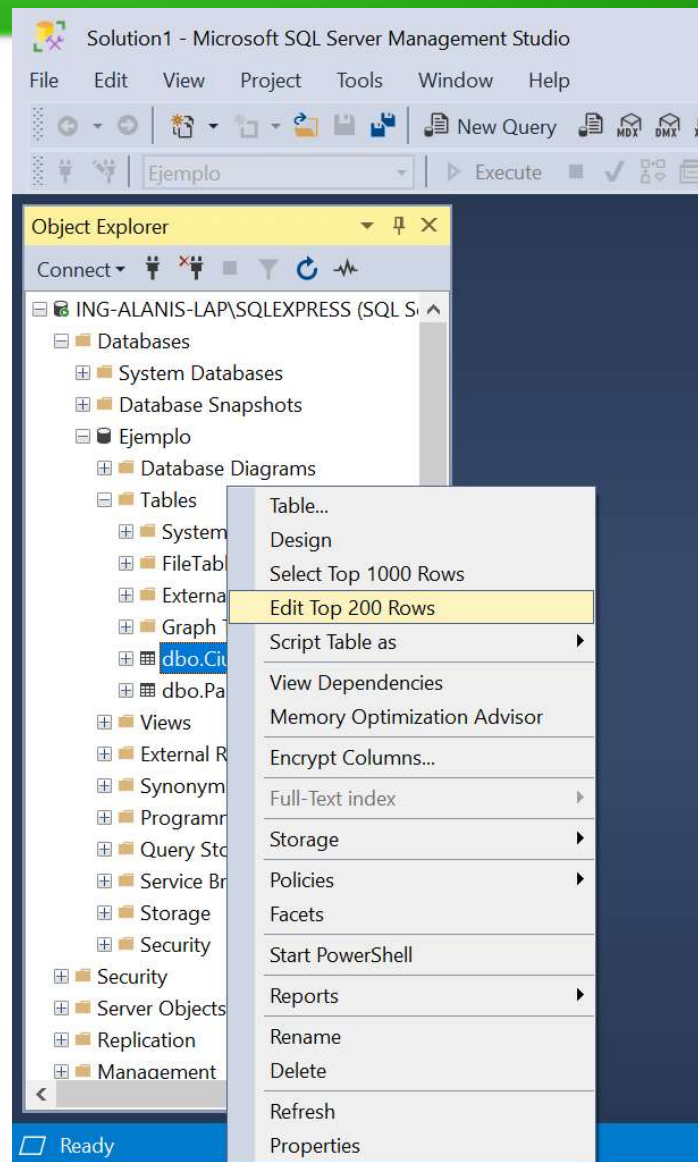 Solution1 - Microsoft SQL Server Management Studio
File Edit View Project Tools Window Help
New Query MDX DMX
Ejemplo Execute
Object Explorer
Connect
ING-ALANIS-LAP\SQLEXPRESS (SQL S
Databases
System Databases
Database Snapshots
Ejemplo
Database Diagrams
Tables
System
FileTabl
Externa
Graph
dbo.Ciu
dbo.Pa
Views
External R
Synonym
Programm
Query Sto
Service Br
Storage
Security
Security
Server Objects
Replication
Management
Table...
Design
Select Top 1000 Rows
Edit Top 200 Rows
Script Table as
View Dependencies
Memory Optimization Advisor
Encrypt Columns...
Full-Text index
Storage
Policies
Facets
Start PowerShell
Reports
Rename
Delete
Refresh
Properties
Ready